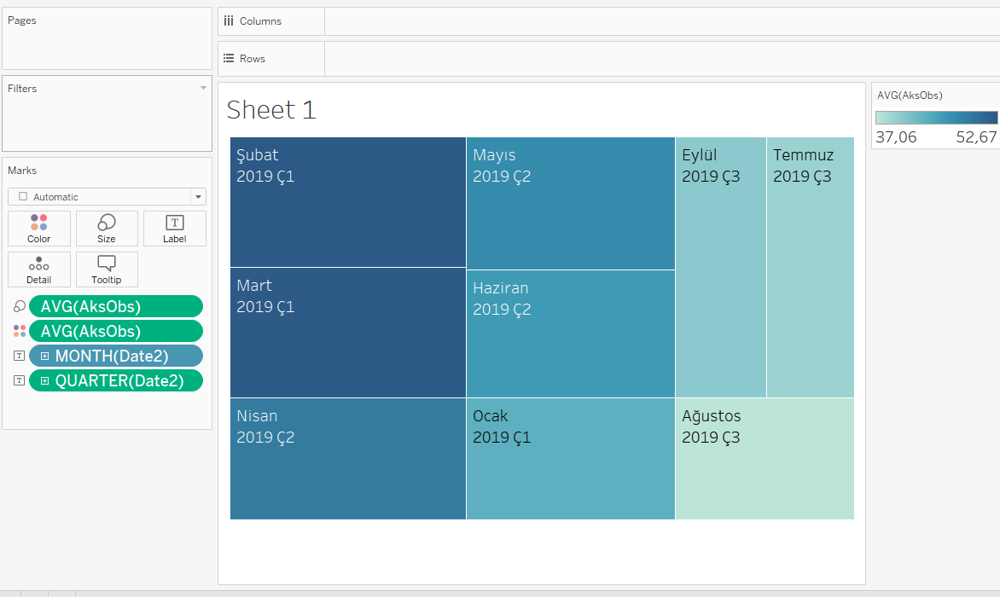 Pages
Columns
Rows
Filters
Marks
Automatic
Color
Size
Label
Detail
Tooltip
AVG(AksObs)
AVG(AksObs)
MONTH(Date2)
QUARTER(Date2)
Sheet 1
Şubat
2019 Ç1
Mayıs
2019 Ç2
Eylül
2019 Ç3
Temmuz
2019 Ç3
Mart
2019 Ç1
Haziran
2019 Ç2
Nisan
2019 Ç2
Ocak
2019 Ç1
Ağustos
2019 Ç3
AVG(AksObs)
37,06 52,67